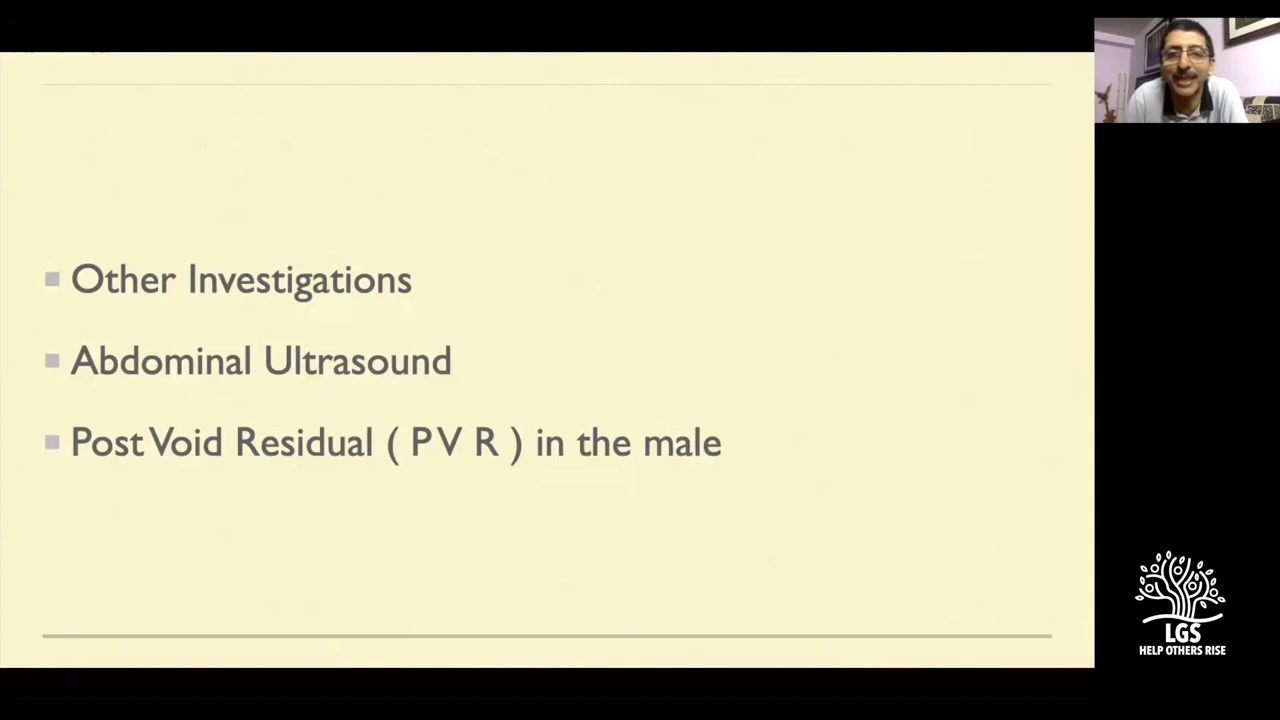 Other Investigations
Abdominal Ultrasound
Post Void Residual ( P V R ) in the male
LGS
HELP OTHERS RISE